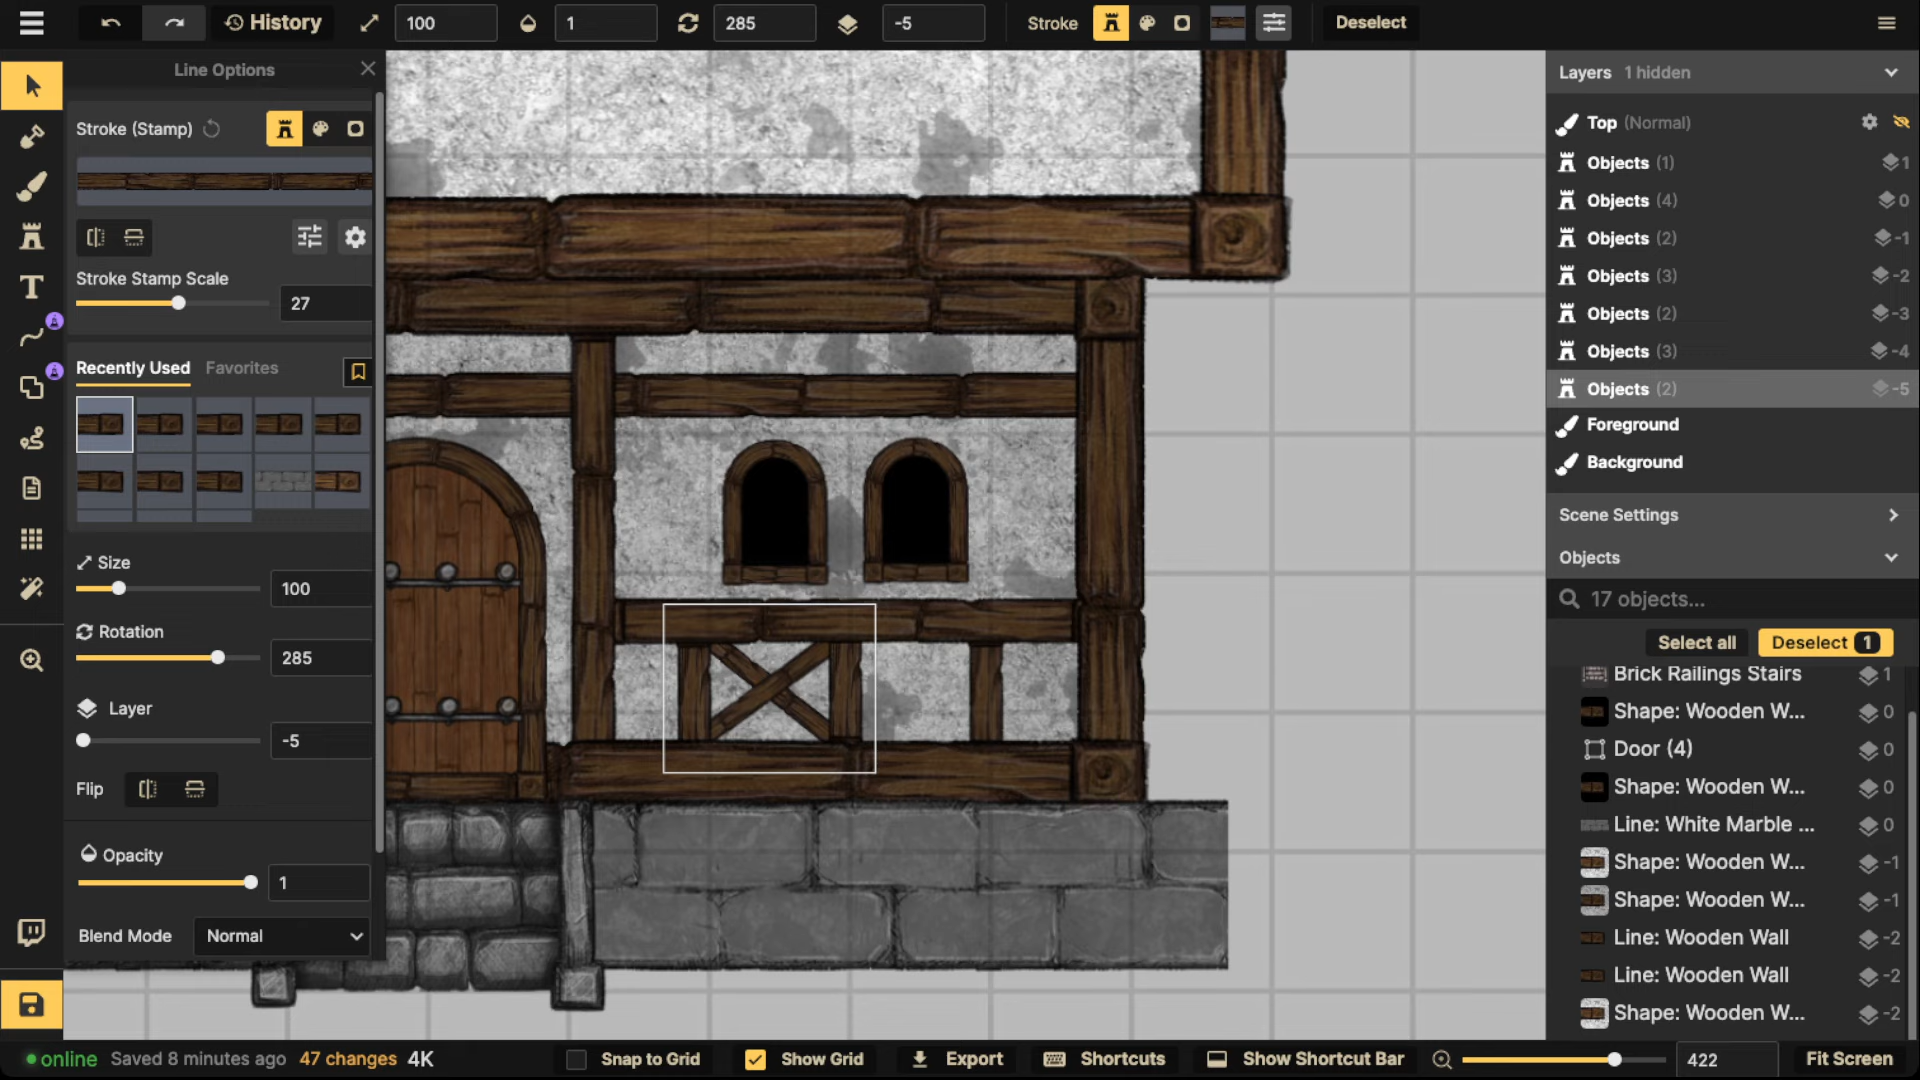 History
100
1
285
-5
Stroke
Deselect
Line Options
Stroke (Stamp)
Stroke Stamp Scale
27
Recently Used
Favorites
Size
100
Rotation
285
Layer
-5
Flip
Opacity
1
Blend Mode
Normal
T
Layers 1 hidden
Top (Normal)
Objects (1) 1
Objects (4) 0
Objects (2) -1
Objects (3) -2
Objects (2) -3
Objects (3) -4
Objects (2) -5
Foreground
Background
Scene Settings
Objects
17 objects...
Select all
Deselect 1
Brick Railings Stairs 1
Shape: Wooden W... 0
Door (4) 0
Shape: Wooden W... 0
Line: White Marble ... 0
Shape: Wooden W... -1
Shape: Wooden W... -1
Line: Wooden Wall -2
Line: Wooden Wall -2
Shape: Wooden W... -2
online
Saved 8 minutes ago
47 changes
4K
Snap to Grid
Show Grid
Export
Shortcuts
Show Shortcut Bar
422
Fit Screen